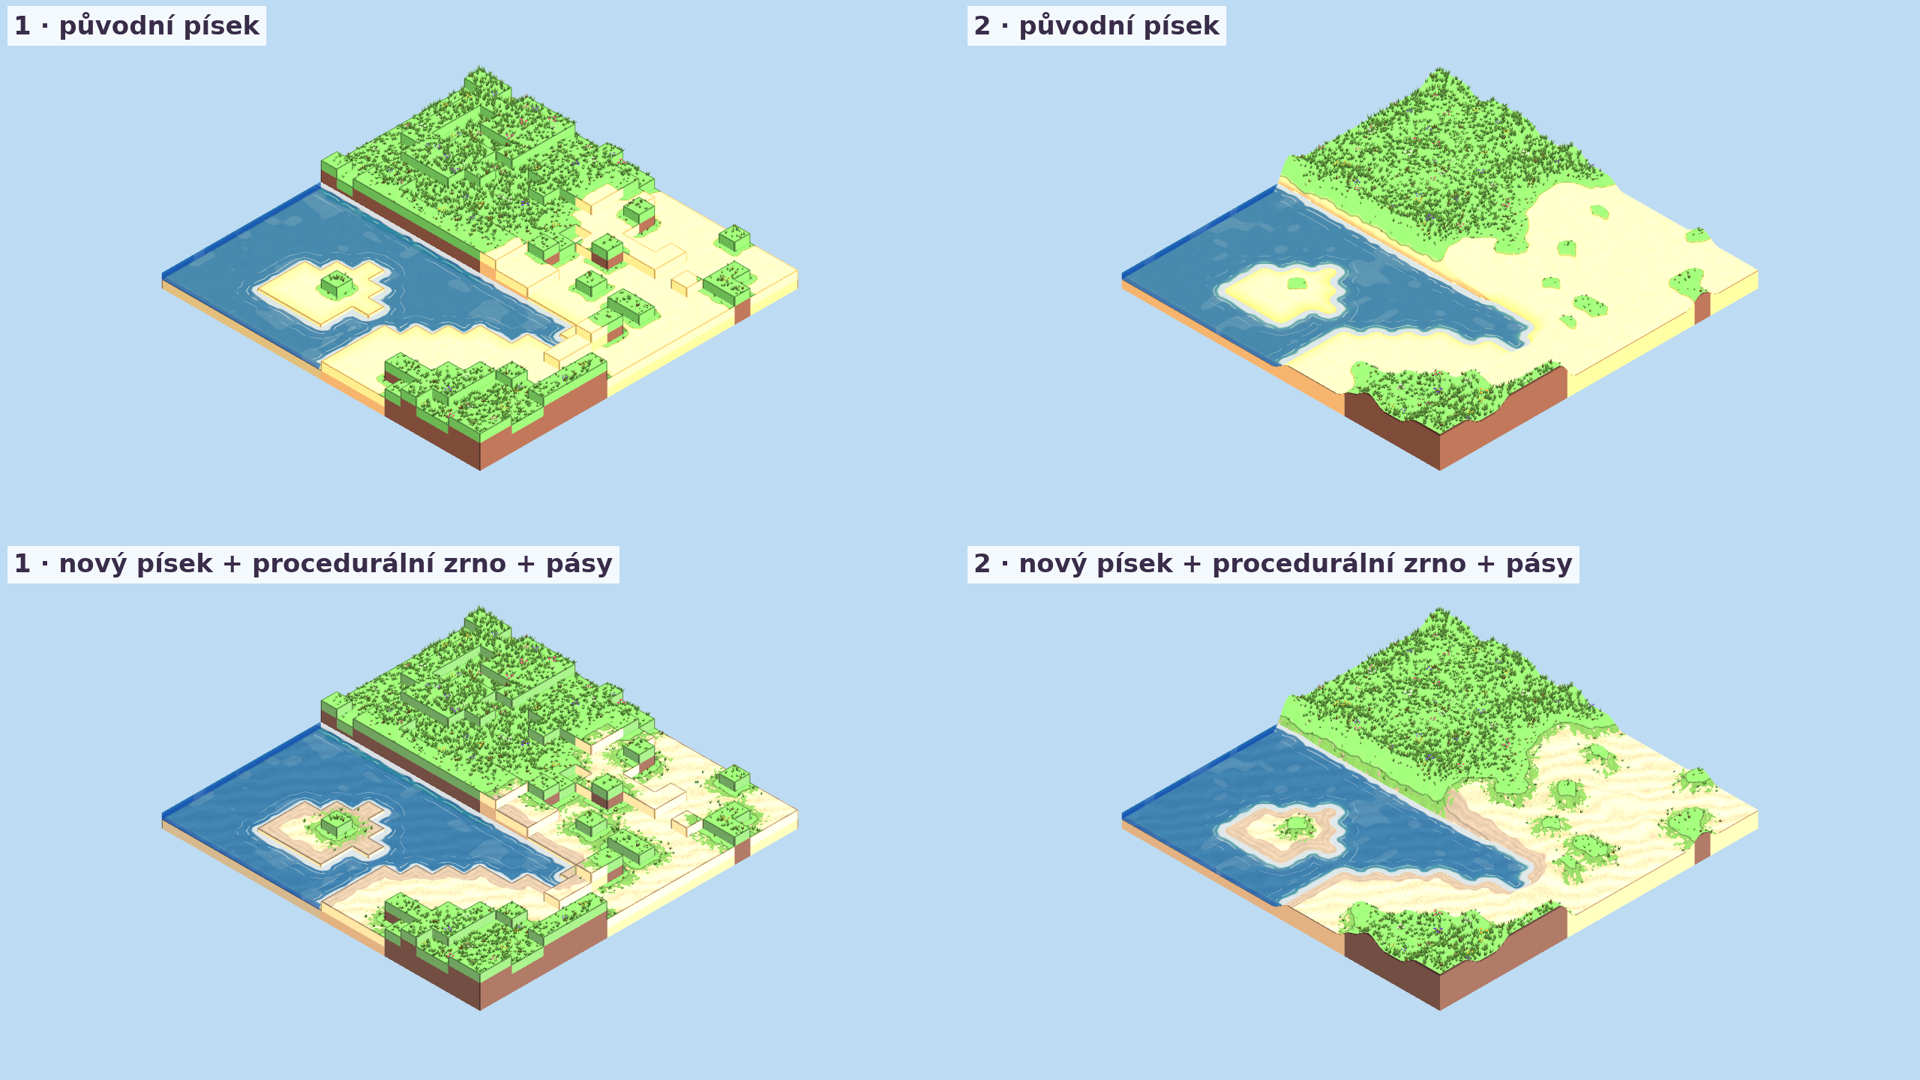 1 · původní písek
2 · původní písek
1 · nový písek + procedurální zrno + pásy
2 · nový písek + procedurální zrno + pásy